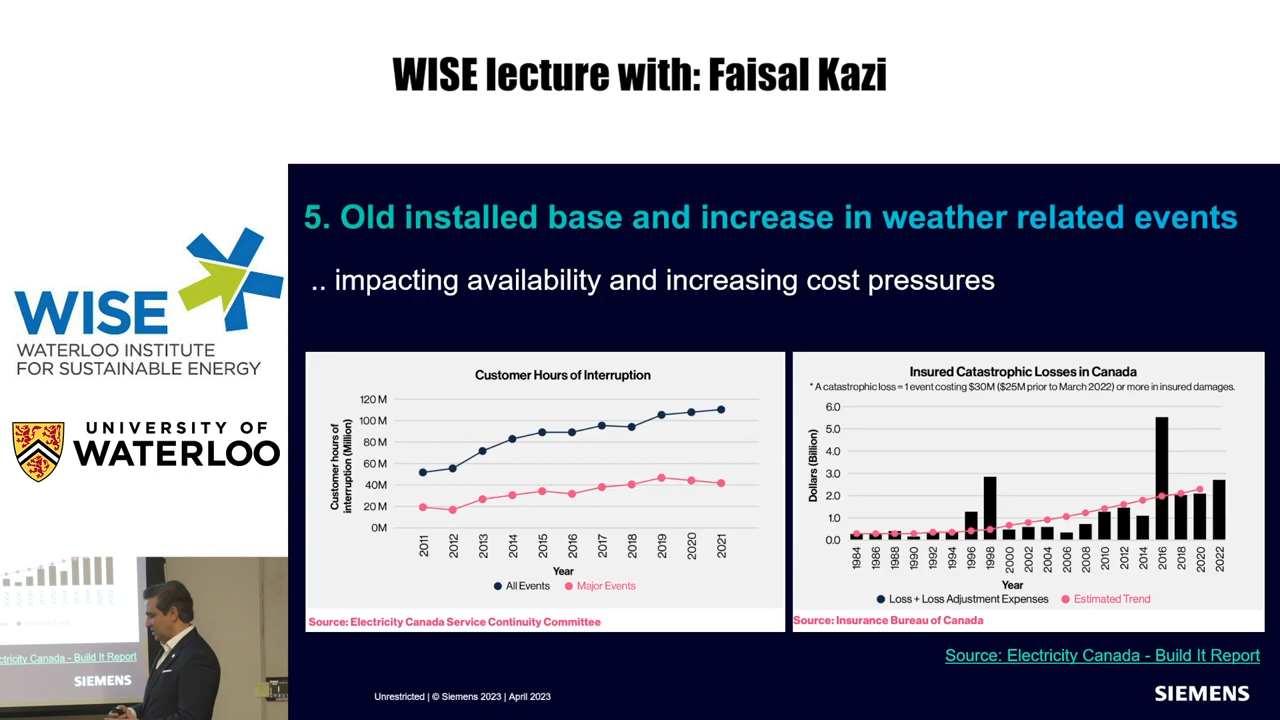 WISE lecture with: Faisal Kazi
WISE
WATERLOO INSTITUTE
FOR SUSTAINABLE ENERGY
UNIVERSITY OF
WATERLOO
5. Old installed base and increase in weather related events
.. impacting availability and increasing cost pressures
Customer Hours of Interruption
Customer hours of
interruption (Million)
120 M
100 M
80 M
60 M
40M
20 M
0M
2011 2012 2013 2014 2015 2016 2017 2018 2019 2020 2021
Year
All Events Major Events
Source: Electricity Canada Service Continuity Committee
Insured Catastrophic Losses in Canada
* A catastrophic loss = 1 event costing $30M ($25M prior to March 2022) or more in insured damages.
Dollars (Billion)
6.0
5.0
4.0
3.0
2.0
1.0
0.0
1984 1986 1988 1990 1992 1994 1996 1998 2000 2002 2004 2006 2008 2010 2012 2014 2016 2018 2020 2022
Year
Loss + Loss Adjustment Expenses Estimated Trend
Source: Insurance Bureau of Canada
Source: Electricity Canada - Build It Report
Unrestricted | © Siemens 2023 | April 2023
SIEMENS
ctricity Canada - Build It Report
SIEMENS